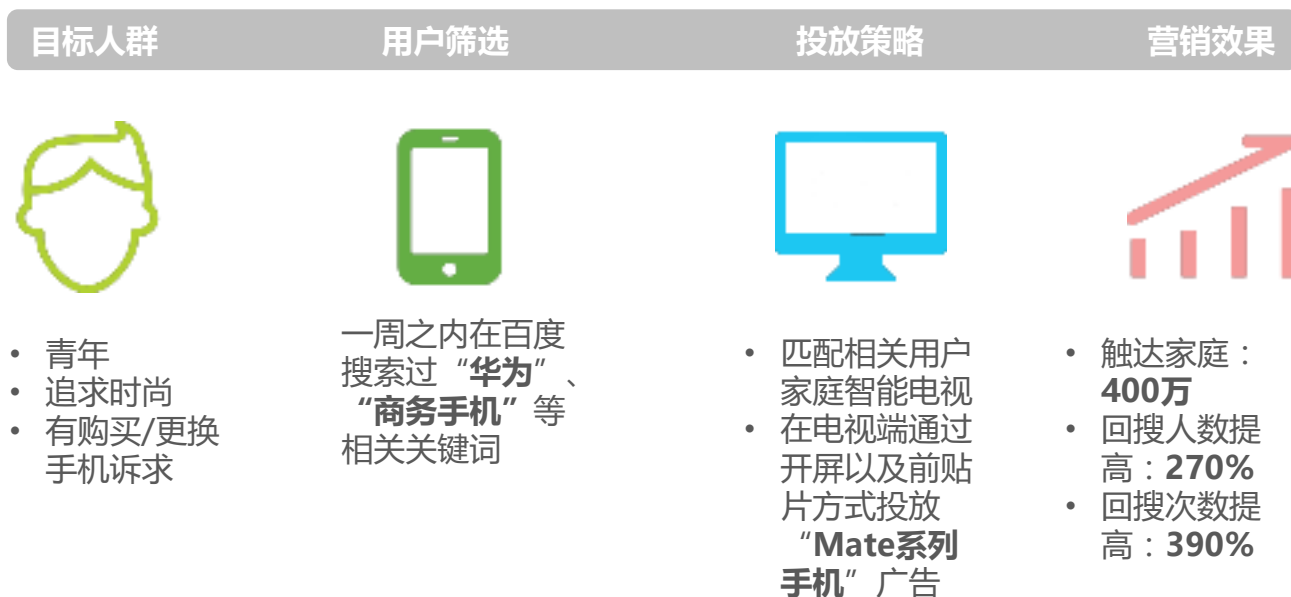 目标人群
用户筛选
投放策略
营销效果
• 青年
• 追求时尚
• 有购买/更换
手机诉求
一周之内在百度
搜索过“华为”、
“商务手机”等
相关关键词
• 匹配相关用户
家庭智能电视
• 在电视端通过
开屏以及前贴
片方式投放
“Mate系列
手机”广告
• 触达家庭：
400万
• 回搜人数提
高：270%
• 回搜次数提
高：390%